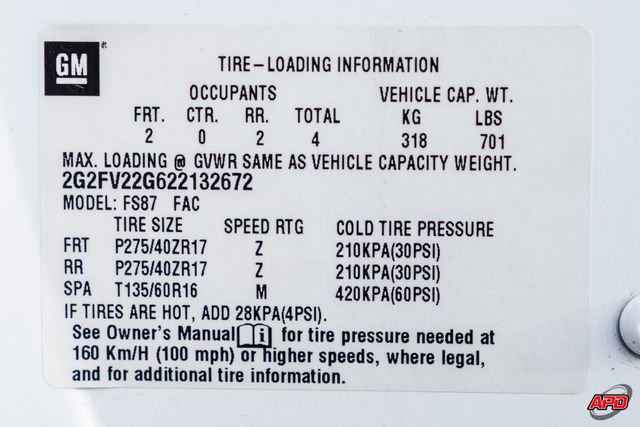 GM
TIRE-LOADING INFORMATION
OCCUPANTS VEHICLE CAP. WT.
FRT. CTR. RR. TOTAL KG LBS
2 0 2 4 318 701
MAX. LOADING @ GVWR SAME AS VEHICLE CAPACITY WEIGHT.
2G2FV22G622132672
MODEL: FS87 FAC
TIRE SIZE SPEED RTG COLD TIRE PRESSURE
FRT P275/40ZR17 Z 210KPA(30PSI)
RR P275/40ZR17 Z 210KPA(30PSI)
SPA T135/60R16 M 420KPA(60PSI)
IF TIRES ARE HOT, ADD 28KPA(4PSI).
See Owner's Manual i for tire pressure needed at
160 Km/H (100 mph) or higher speeds, where legal,
and for additional tire information.
APD